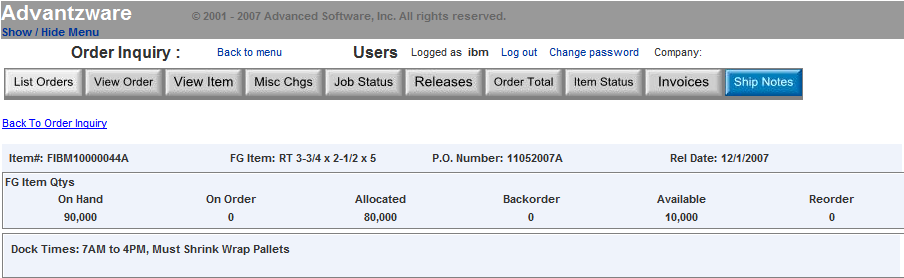 Advantzware © 2001 - 2007 Advanced Software, Inc. All rights reserved.
Show / Hide Menu
Order Inquiry : Back to menu Users Logged as ibm Log out Change password Company:
List Orders View Order View Item Misc Chgs Job Status Releases Order Total Item Status Invoices Ship Notes
Back To Order Inquiry
Item#: FIBM10000044A FG Item: RT 3-3/4 x 2-1/2 x 5 P.O. Number: 11052007A Rel Date: 12/1/2007
FG Item Qtys
On Hand On Order Allocated Backorder Available Reorder
90,000 0 80,000 0 10,000 0
Dock Times: 7AM to 4PM, Must Shrink Wrap Pallets